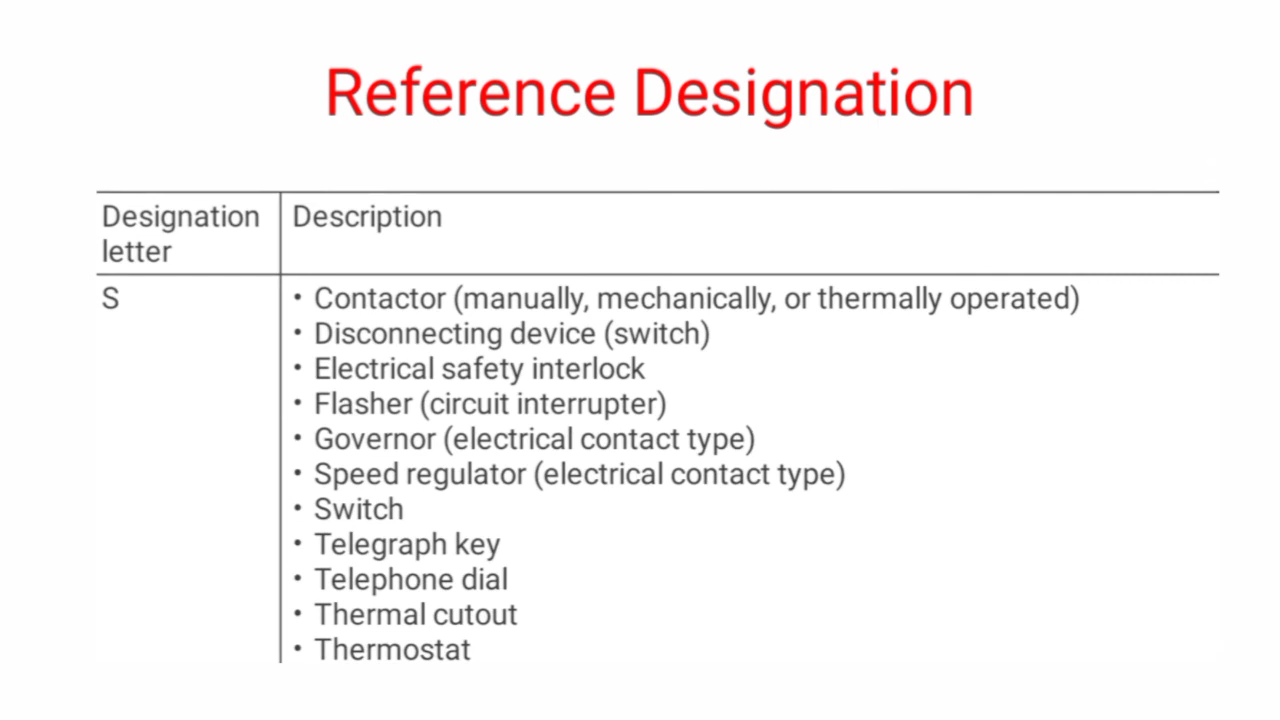 Reference Designation
Designation letter
Description
S
• Contactor (manually, mechanically, or thermally operated)
• Disconnecting device (switch)
• Electrical safety interlock
• Flasher (circuit interrupter)
• Governor (electrical contact type)
• Speed regulator (electrical contact type)
• Switch
• Telegraph key
• Telephone dial
• Thermal cutout
• Thermostat